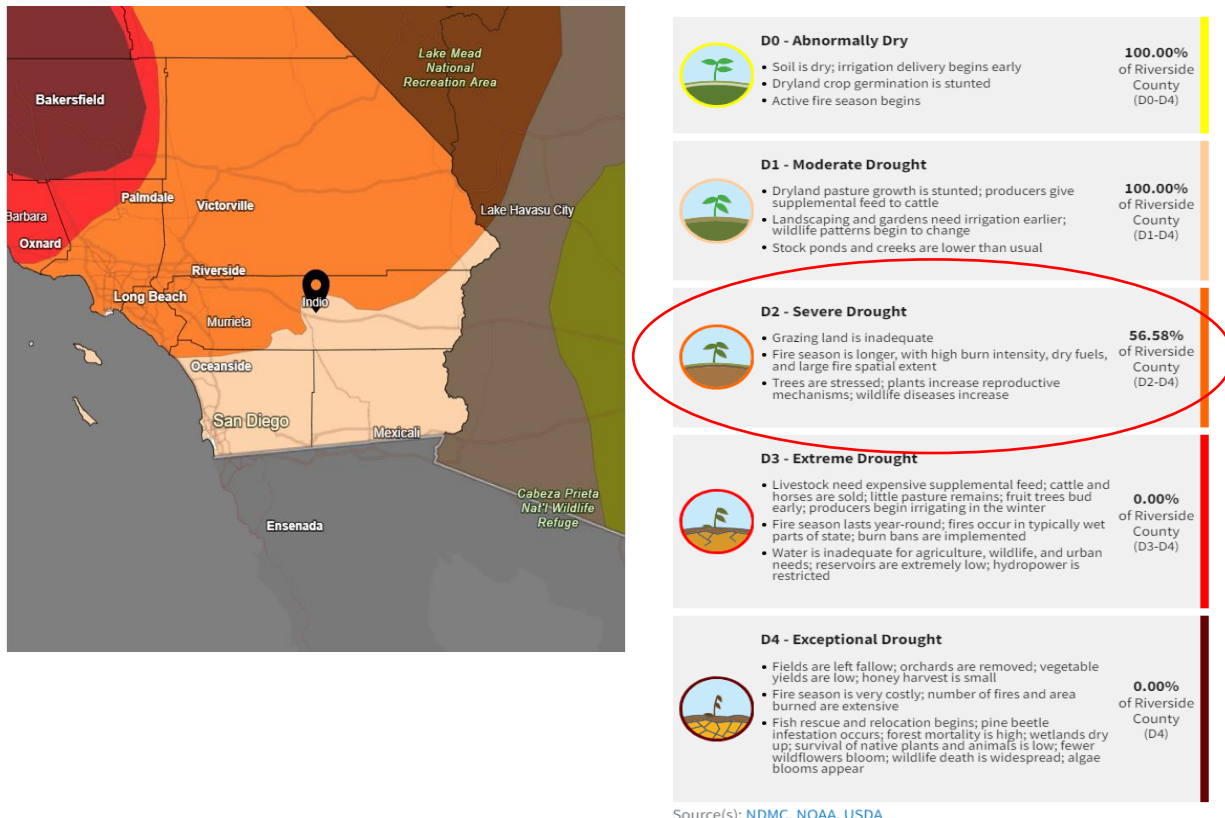 Lake Mead
National
Recreation Area
Bakersfield
Palmdale
Victorville
Barbara
Lake Havasu City
Oxnard
Riverside
Long Beach
Indio
Murrieta
Oceanside
San Diego
Mexicali
Cabeza Prieta
Nat'l Wildlife
Refuge
Ensenada
D0 - Abnormally Dry
• Soil is dry; irrigation delivery begins early
• Dryland crop germination is stunted
• Active fire season begins
100.00%
of Riverside
County
(D0-D4)
D1 - Moderate Drought
• Dryland pasture growth is stunted; producers give
supplemental feed to cattle
• Landscaping and gardens need irrigation earlier;
wildlife patterns begin to change
• Stock ponds and creeks are lower than usual
100.00%
of Riverside
County
(D1-D4)
D2 - Severe Drought
• Grazing land is inadequate
• Fire season is longer, with high burn intensity, dry fuels,
and large fire spatial extent
• Trees are stressed; plants increase reproductive
mechanisms; wildlife diseases increase
56.58%
of Riverside
County
(D2-D4)
D3 - Extreme Drought
• Livestock need expensive supplemental feed; cattle and
horses are sold; little pasture remains; fruit trees bud
early; producers begin irrigating in the winter
• Fire season lasts year-round; fires occur in typically wet
parts of state; burn bans are implemented
• Water is inadequate for agriculture, wildlife, and urban
needs; reservoirs are extremely low; hydropower is
restricted
0.00%
of Riverside
County
(D3-D4)
D4 - Exceptional Drought
• Fields are left fallow; orchards are removed; vegetable
yields are low; honey harvest is small
• Fire season is very costly; number of fires and area
burned are extensive
• Fish rescue and relocation begins; pine beetle
infestation occurs; forest mortality is high; wetlands dry
up; survival of native plants and animals is low; fewer
wildflowers bloom; wildlife death is widespread; algae
blooms appear
0.00%
of Riverside
County
(D4)
Source(s): NDMC, NOAA, USDA